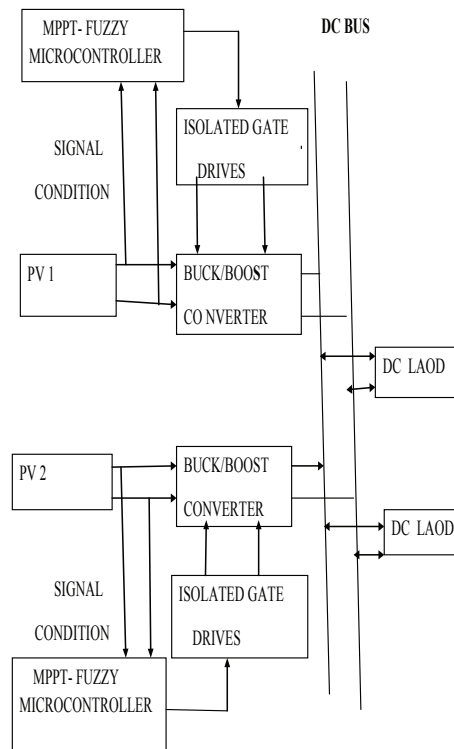 DC BUS
MPPT- FUZZY
MICROCONTROLLER
ISOLATED GATE
DRIVES
SIGNAL
CONDITION
PV 1
BUCK/BOOST
CO NVERTER
DC LAOD
PV 2
BUCK/BOOST
CONVERTER
DC LAOD
SIGNAL
CONDITION
ISOLATED GATE
DRIVES
MPPT- FUZZY
MICROCONTROLLER